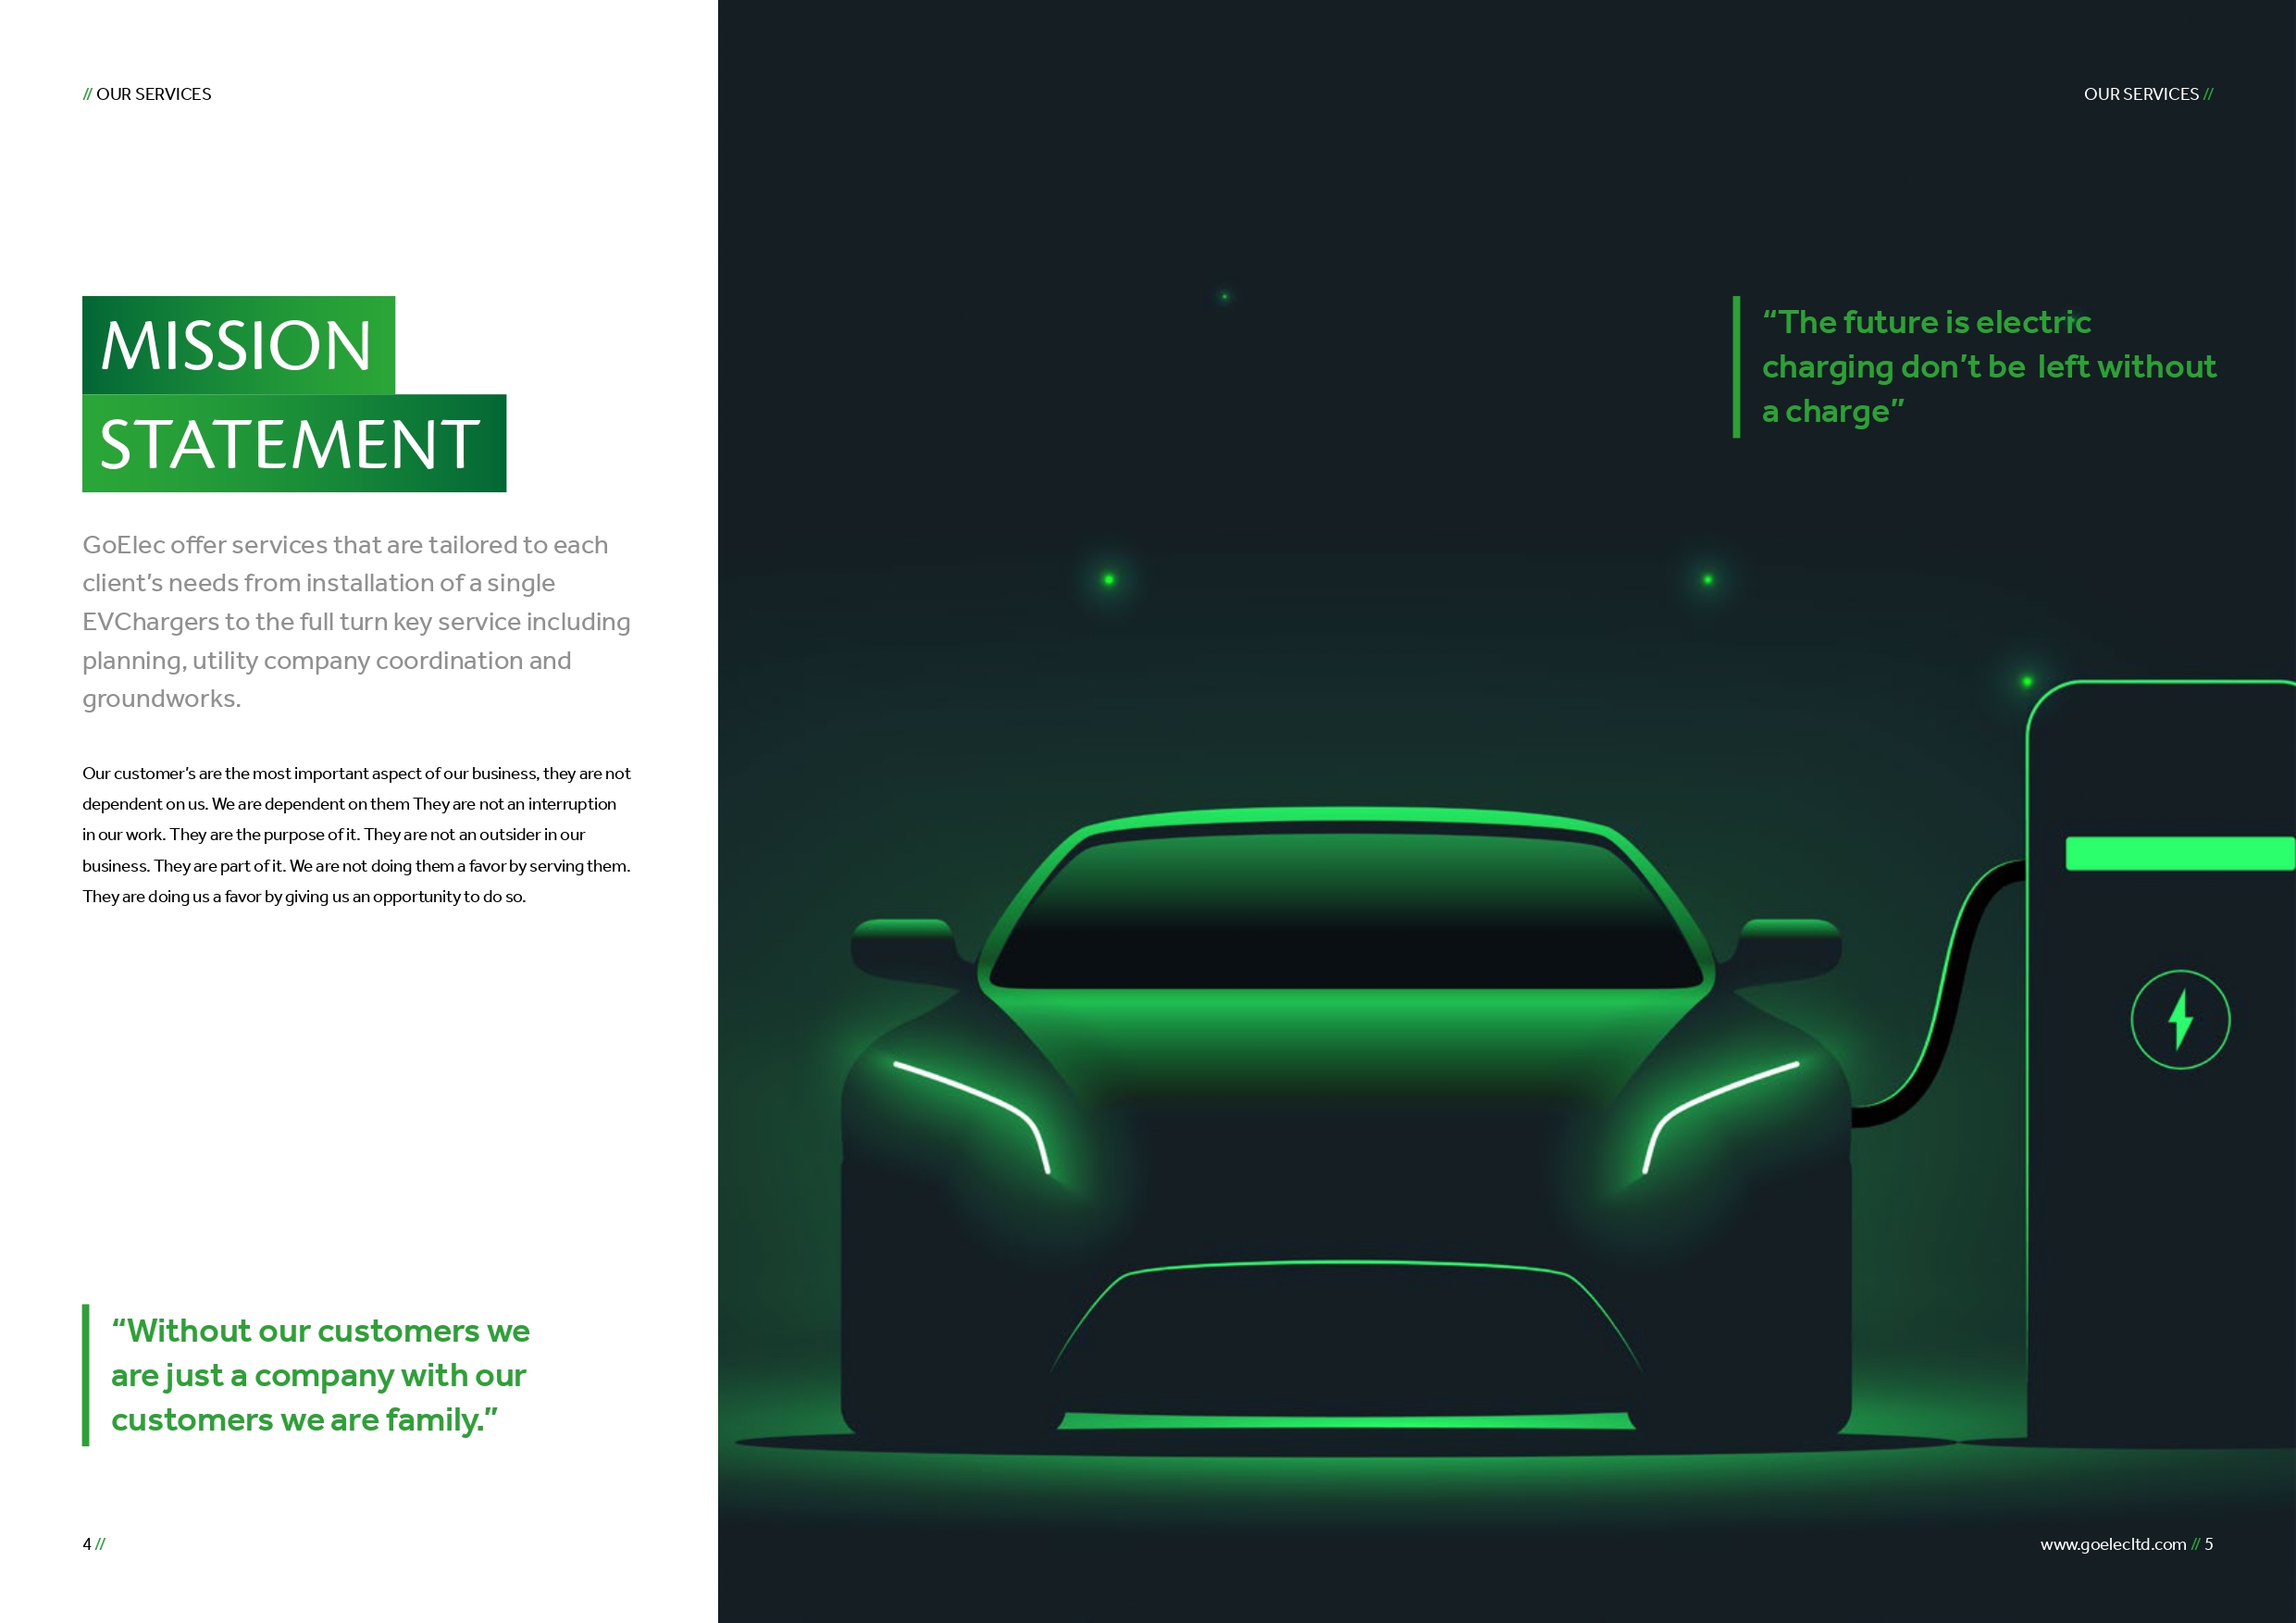 // OUR SERVICES
MISSION
STATEMENT
GoElec offer services that are tailored to each
client’s needs from installation of a single
EVChargers to the full turn key service including
planning, utility company coordination and
groundworks.
Our customer’s are the most important aspect of our business, they are not
dependent on us. We are dependent on them They are not an interruption
in our work. They are the purpose of it. They are not an outsider in our
business. They are part of it. We are not doing them a favor by serving them.
They are doing us a favor by giving us an opportunity to do so.
“Without our customers we
are just a company with our
customers we are family.”
4 //
OUR SERVICES //
“The future is electric
charging don’t be left without
a charge”
www.goelecltd.com // 5